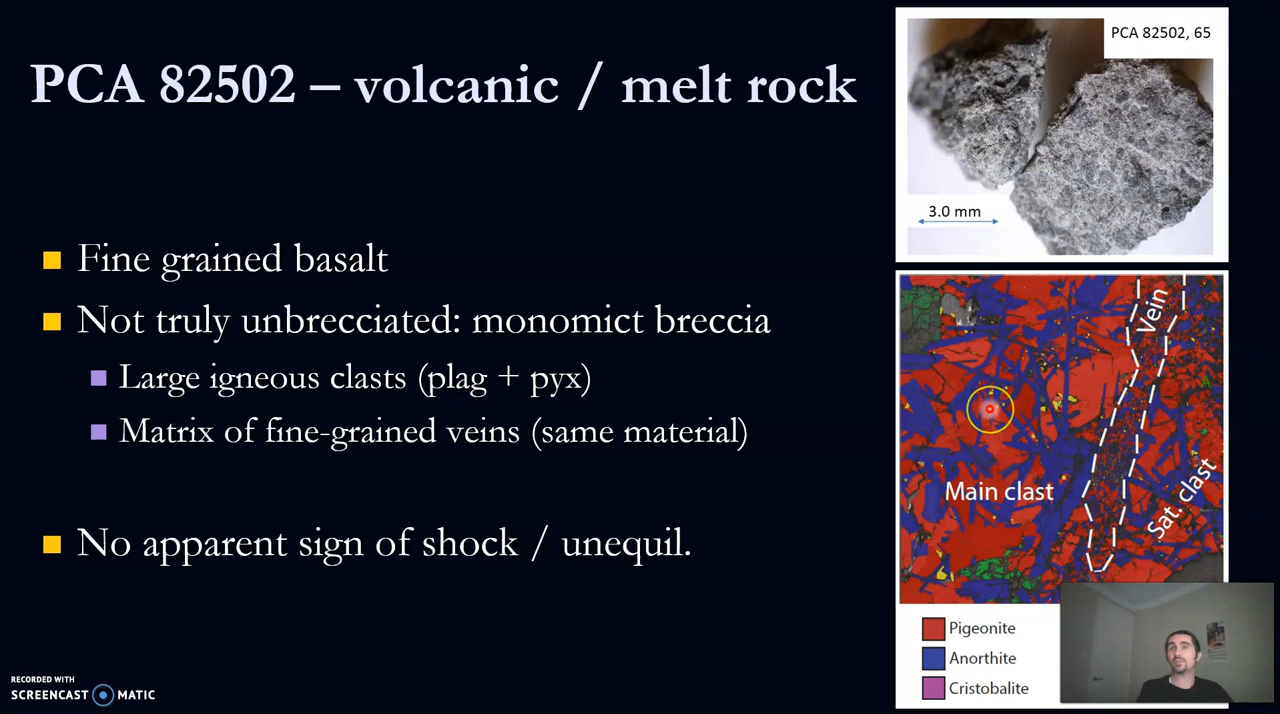 PCA 82502 – volcanic / melt rock
Fine grained basalt
Not truly unbrecciated: monomict breccia
Large igneous clasts (plag + pyx)
Matrix of fine-grained veins (same material)
No apparent sign of shock / unequil.
PCA 82502, 65
3.0 mm
Vein
A
Main clast
Sat. clast
Pigeonite
Anorthite
Cristobalite
RECORDED WITH
SCREENCAST MATIC